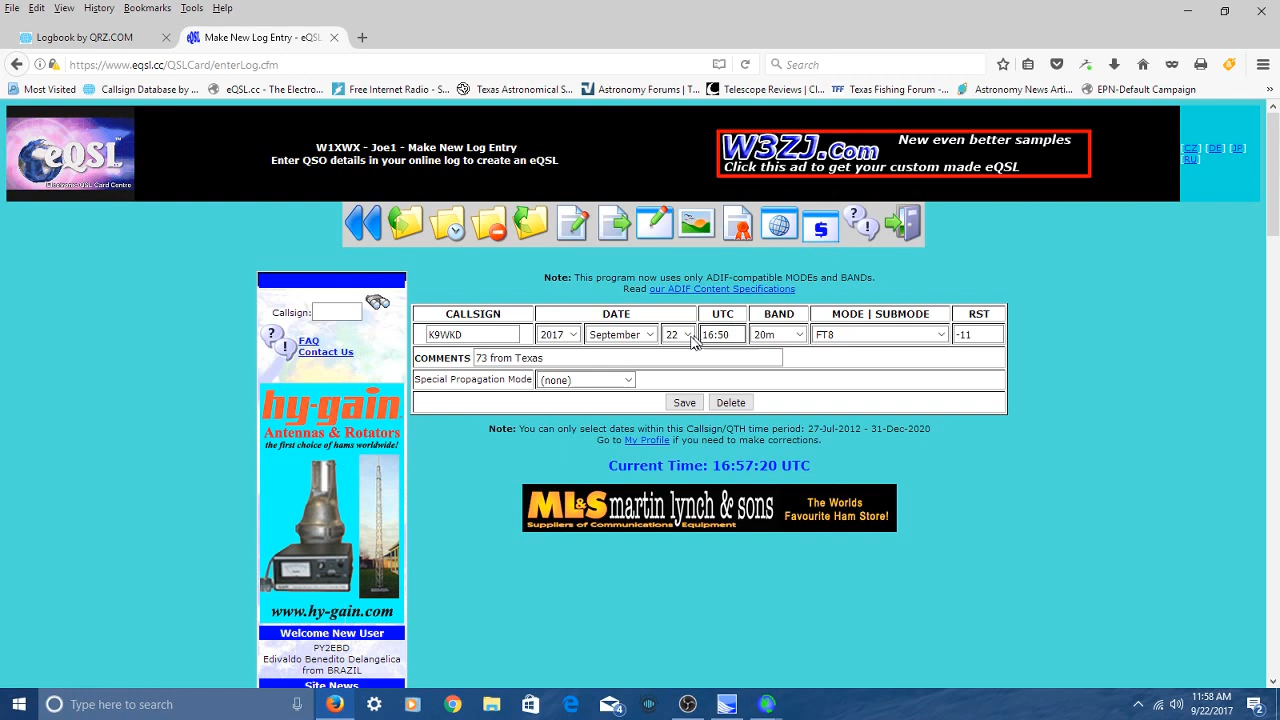 File Edit View History Bookmarks Tools Help
Logbook by QRZ.COM
Make New Log Entry - eQSL.
https://www.eqsl.cc/QSLCard/enterLog.cfm
Search
Most Visited Callsign Database by... eQSL.cc - The Electro... Free Internet Radio - S... Texas Astronomical S... Astronomy Forums | T... Telescope Reviews | Cl... Texas Fishing Forum - ... Astronomy News Arti... EPN-Default Campaign
eQSL
W1XWX - Joe1 - Make New Log Entry
Enter QSO details in your online log to create an eQSL
W3ZJ.Com New even better samples
Click this ad to get your custom made eQSL
[CZ] [DE] [JP]
[RU]
Note: This program now uses only ADIF-compatible MODEs and BANDs.
Read our ADIF Content Specifications
Callsign:
FAQ
Contact Us
CALLSIGN DATE UTC BAND MODE | SUBMODE RST
K9WKD 2017 September 22 16:50 20m FT8 -11
COMMENTS 73 from Texas
Special Propagation Mode (none)
Save Delete
Note: You can only select dates within this Callsign/QTH time period: 27-Jul-2012 - 31-Dec-2020
Go to My Profile if you need to make corrections.
Current Time: 16:57:20 UTC
ML&S martin lynch & sons
Suppliers of Communications Equipment
The Worlds
Favourite Ham Store!
hy-gain
Antennas & Rotators
the first choice of hams worldwide!
www.hy-gain.com
Welcome New User
PY2EBD
Edivaldo Benedito Delangelica
from BRAZIL
Site News
Type here to search
11:58 AM
9/22/2017